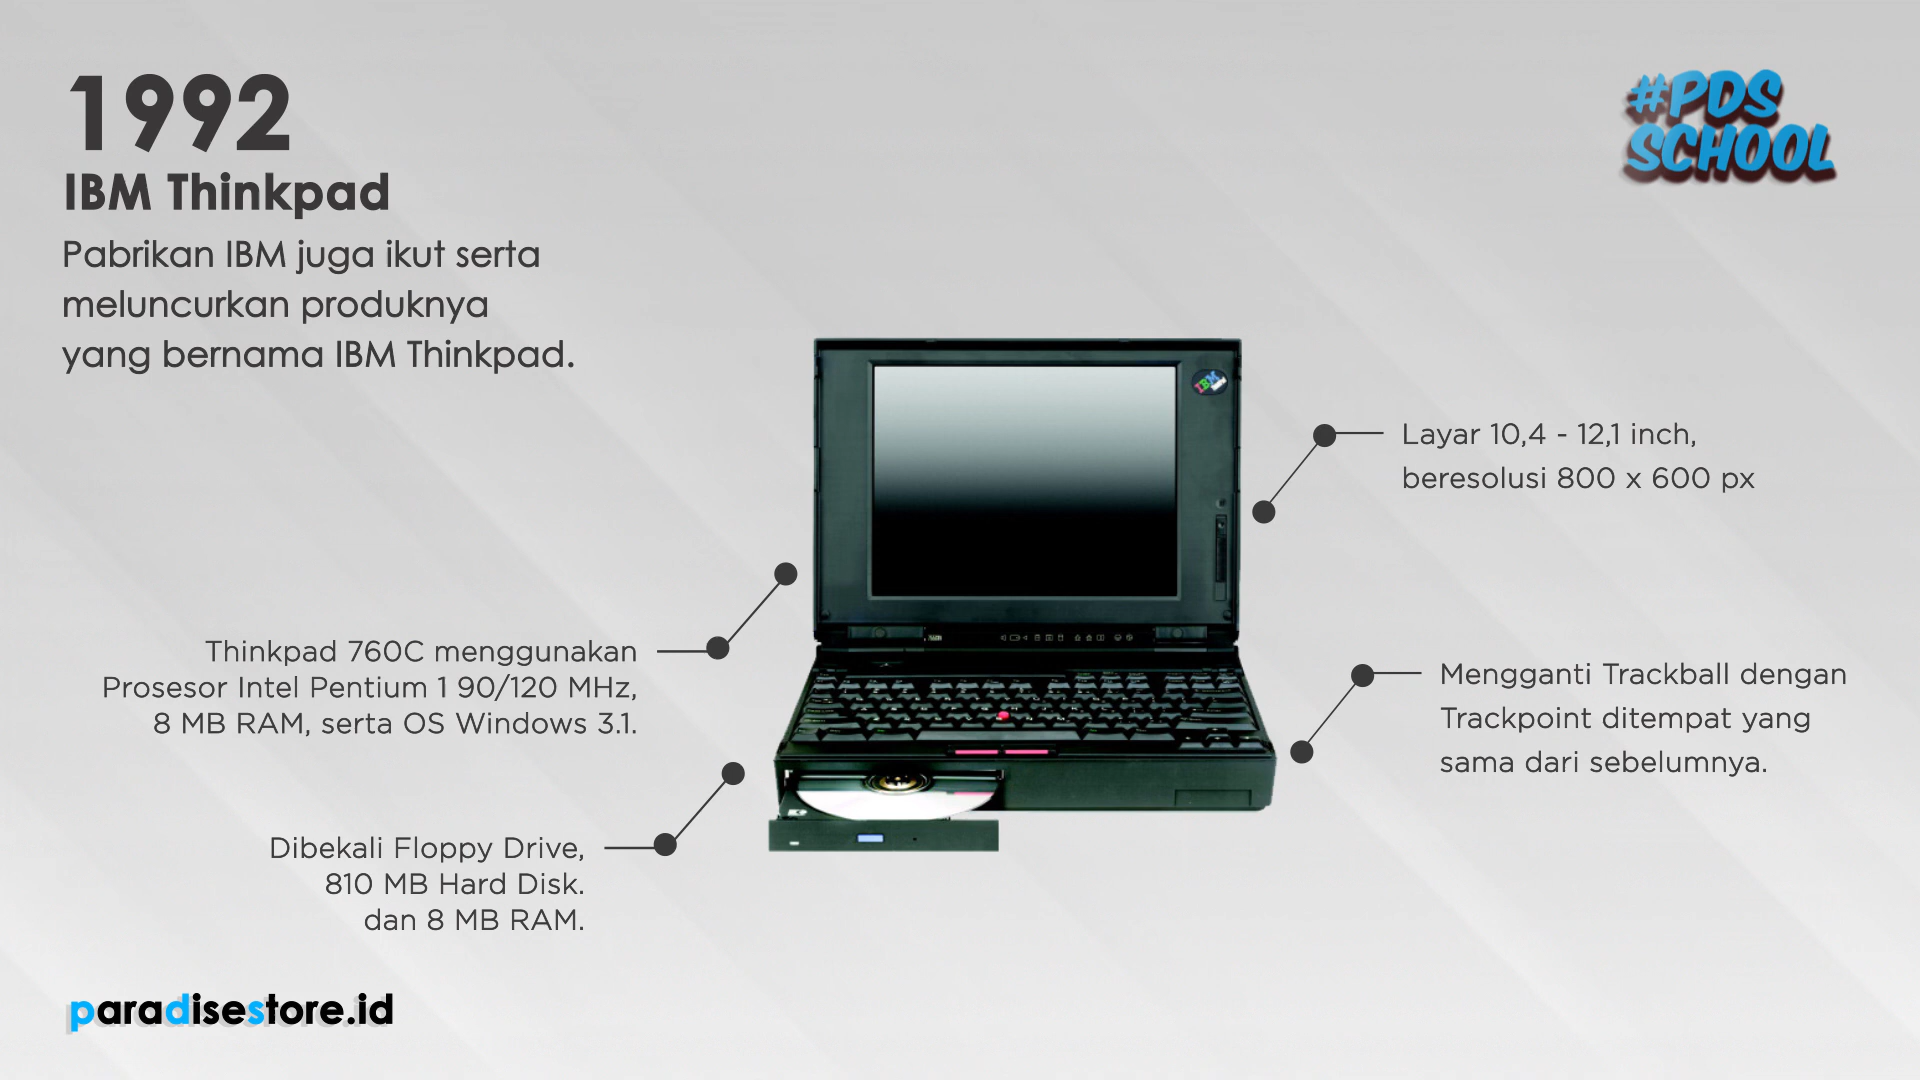 1992
IBM Thinkpad
Pabrikan IBM juga ikut serta
meluncurkan produknya
yang bernama IBM Thinkpad.
#PDS
SCHOOL
IBM
Layar 10,4 - 12,1 inch,
beresolusi 800 x 600 px
Thinkpad 760C menggunakan
Prosesor Intel Pentium 1 90/120 MHz,
8 MB RAM, serta OS Windows 3.1.
Mengganti Trackball dengan
Trackpoint ditempat yang
sama dari sebelumnya.
Dibekali Floppy Drive,
810 MB Hard Disk.
dan 8 MB RAM.
paradisestore.id